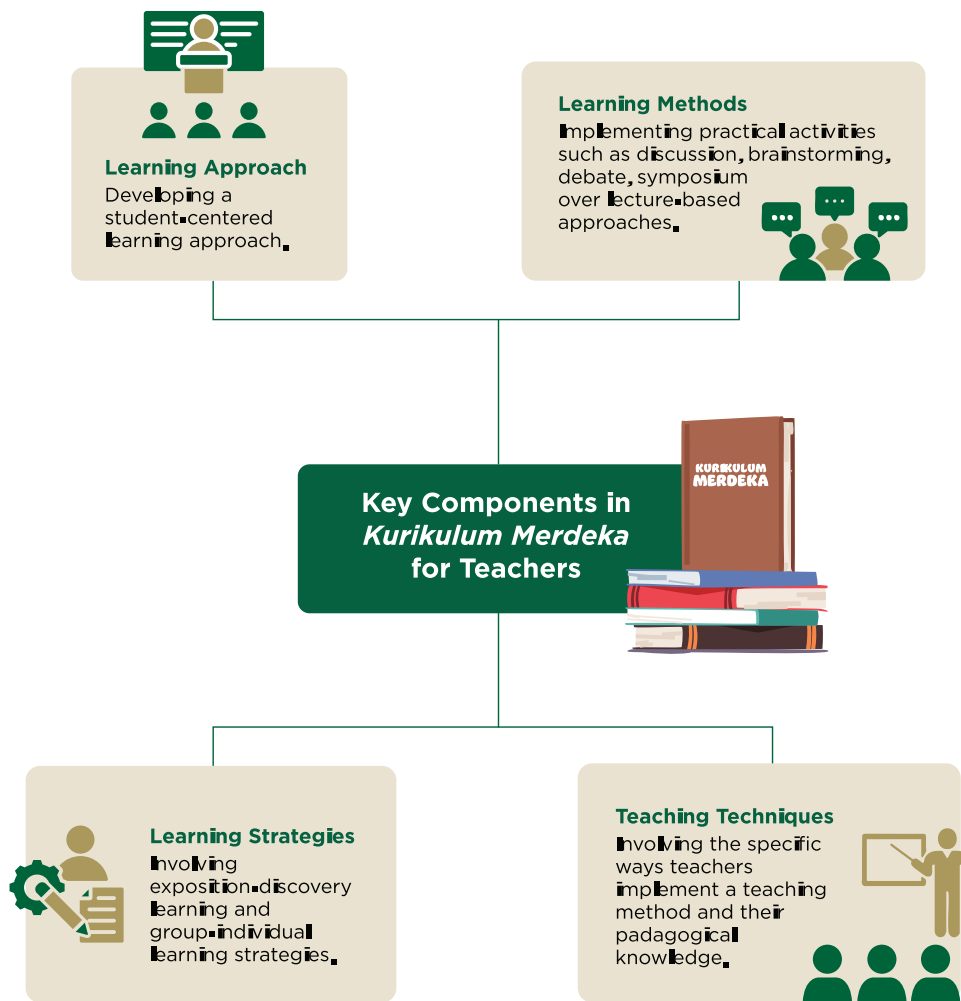 Learning Approach
Developing a
student-centered
learning approach.
Learning Methods
Implementing practical activities
such as discussion, brainstorming,
debate, symposium
over lecture-based
approaches.
KURIKULUM
MERDEKA
Key Components in
Kurikulum Merdeka
for Teachers
Learning Strategies
Involving
exposition-discovery
learning and
group-individual
learning strategies.
Teaching Techniques
Involving the specific
ways teachers
implement a teaching
method and their
padagogical
knowledge.